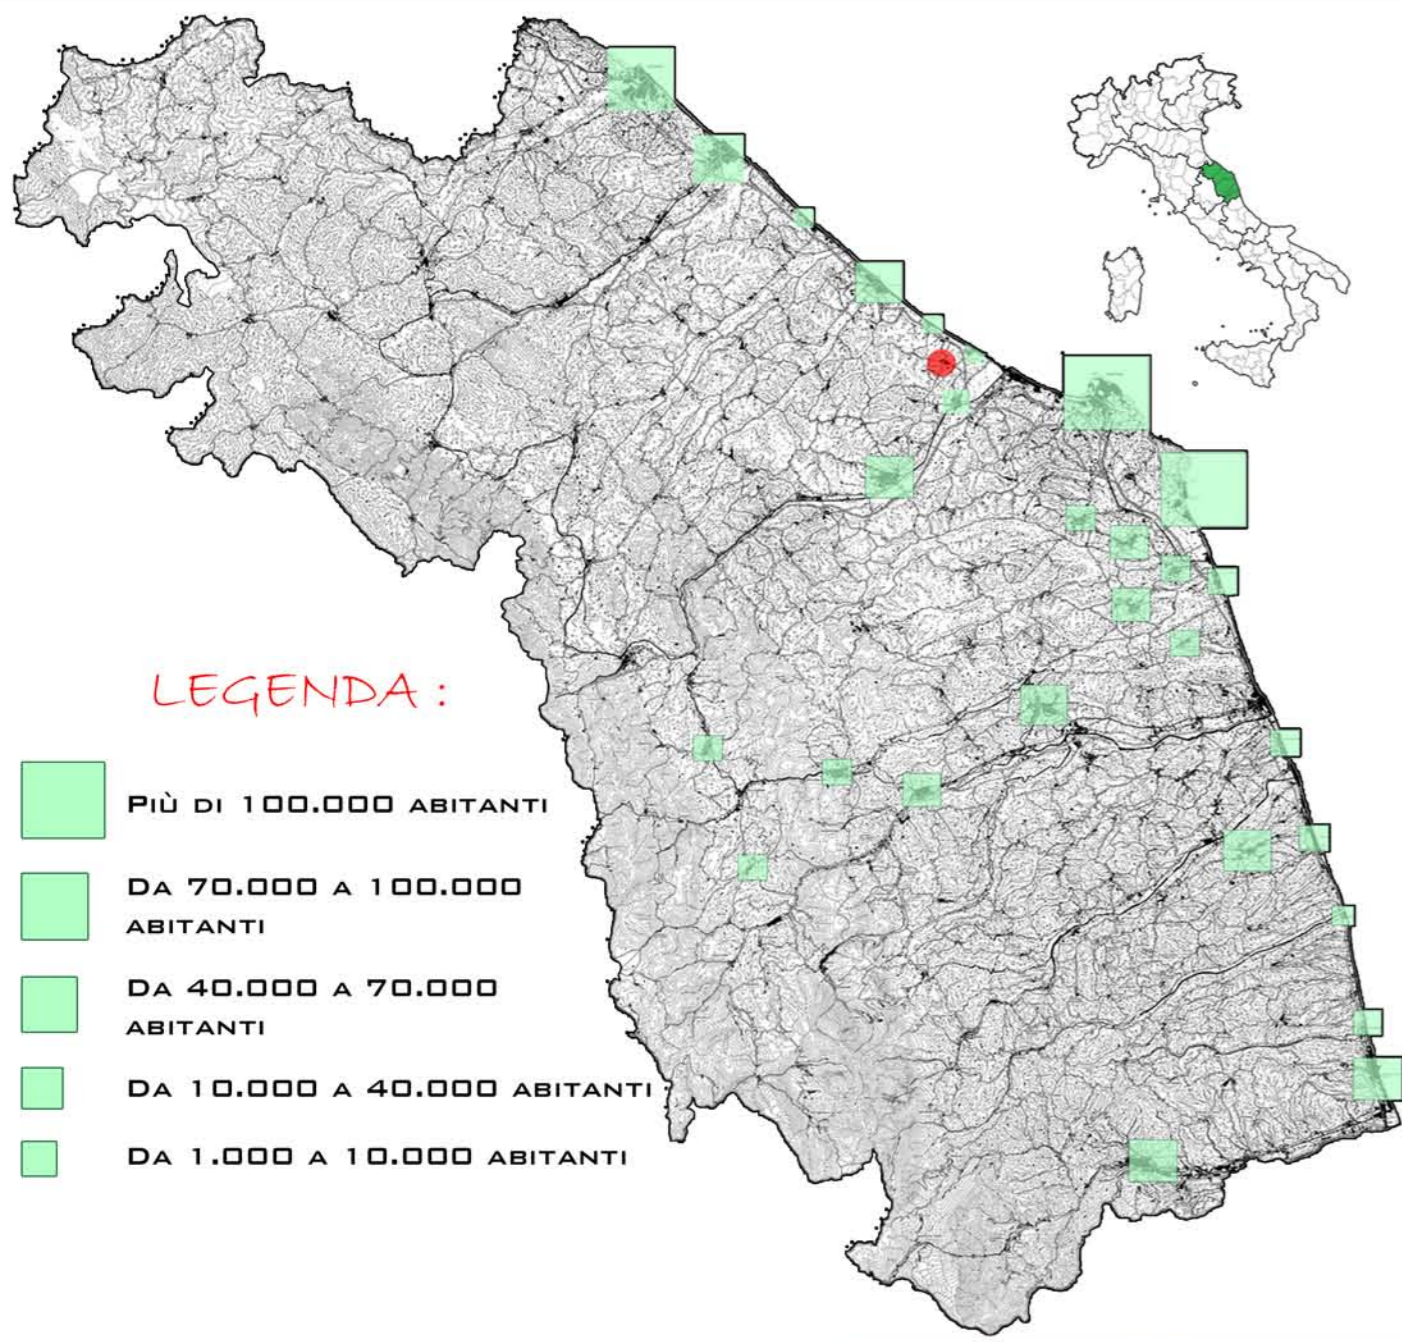 LEGENDA :
PIÙ DI 100.000 ABITANTI
DA 70.000 A 100.000
ABITANTI
DA 40.000 A 70.000
ABITANTI
DA 10.000 A 40.000 ABITANTI
DA 1.000 A 10.000 ABITANTI